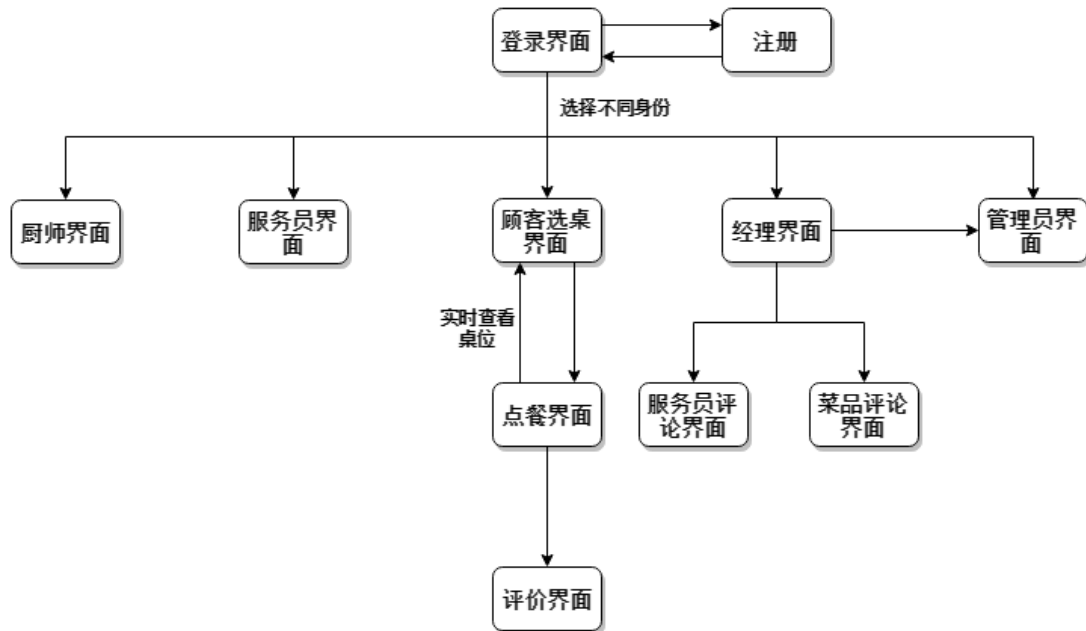 登录界面
注册
选择不同身份
厨师界面
服务员界
面
顾客选桌
界面
经理界面
管理员界
面
实时查看
桌位
点餐界面
服务员评
论界面
菜品评论
界面
评价界面